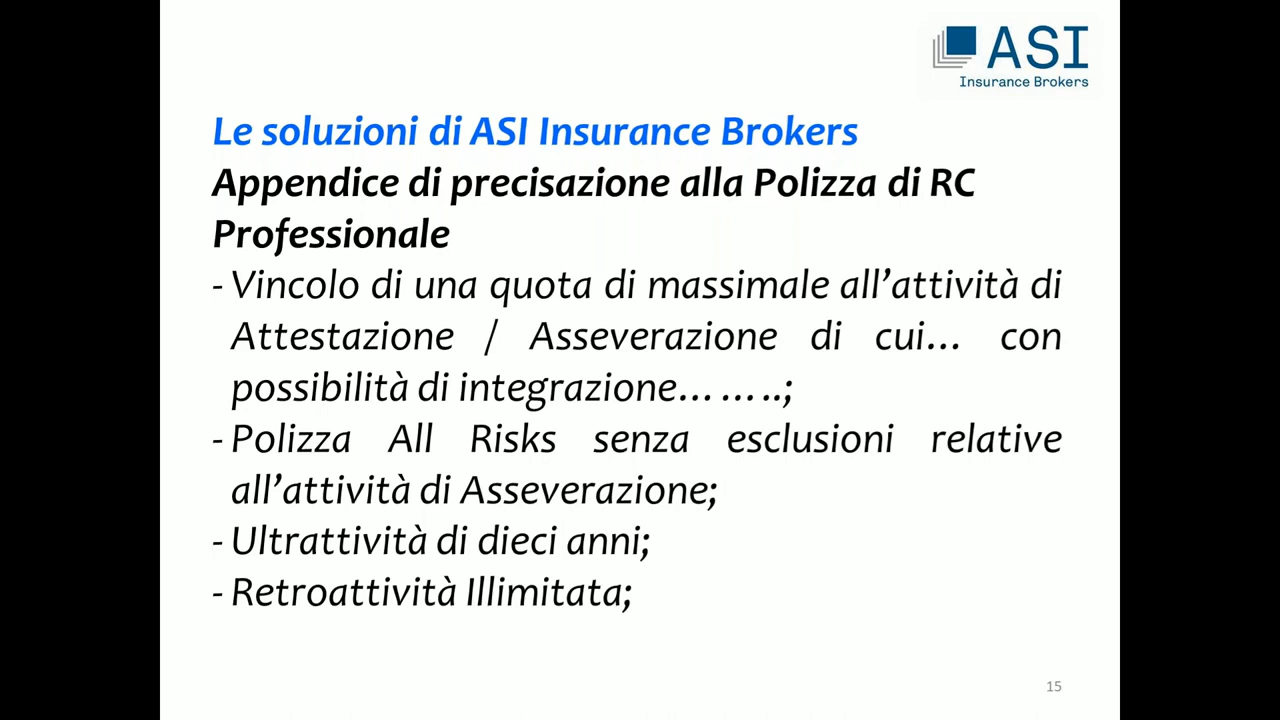 ASI
Insurance Brokers
Le soluzioni di ASI Insurance Brokers
Appendice di precisazione alla Polizza di RC
Professionale
- Vincolo di una quota di massimale all’attività di
Attestazione / Asseverazione di cui… con
possibilità di integrazione… … ..;
- Polizza All Risks senza esclusioni relative
all’attività di Asseverazione;
- Ultrattività di dieci anni;
- Retroattività Illimitata;
15